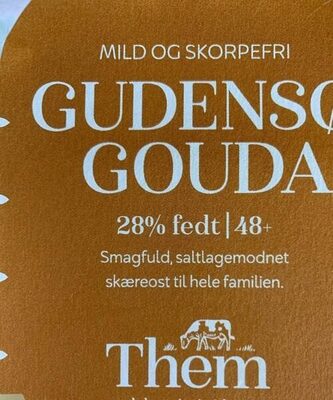 MILD OG SKORPEFRI
GUDENSØ
GOUDA
28% fedt | 48+
Smagfuld, saltlagemodnet
skæreost til hele familien.
Them